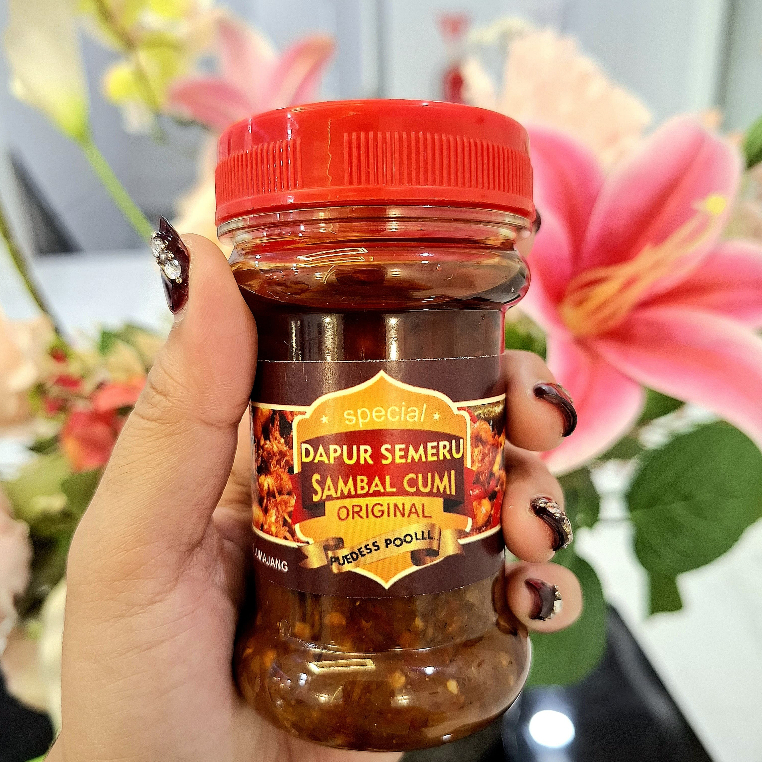 special
DAPUR SEMERU
SAMBAL CUMI
ORIGINAL
PUEDESS POOLLL